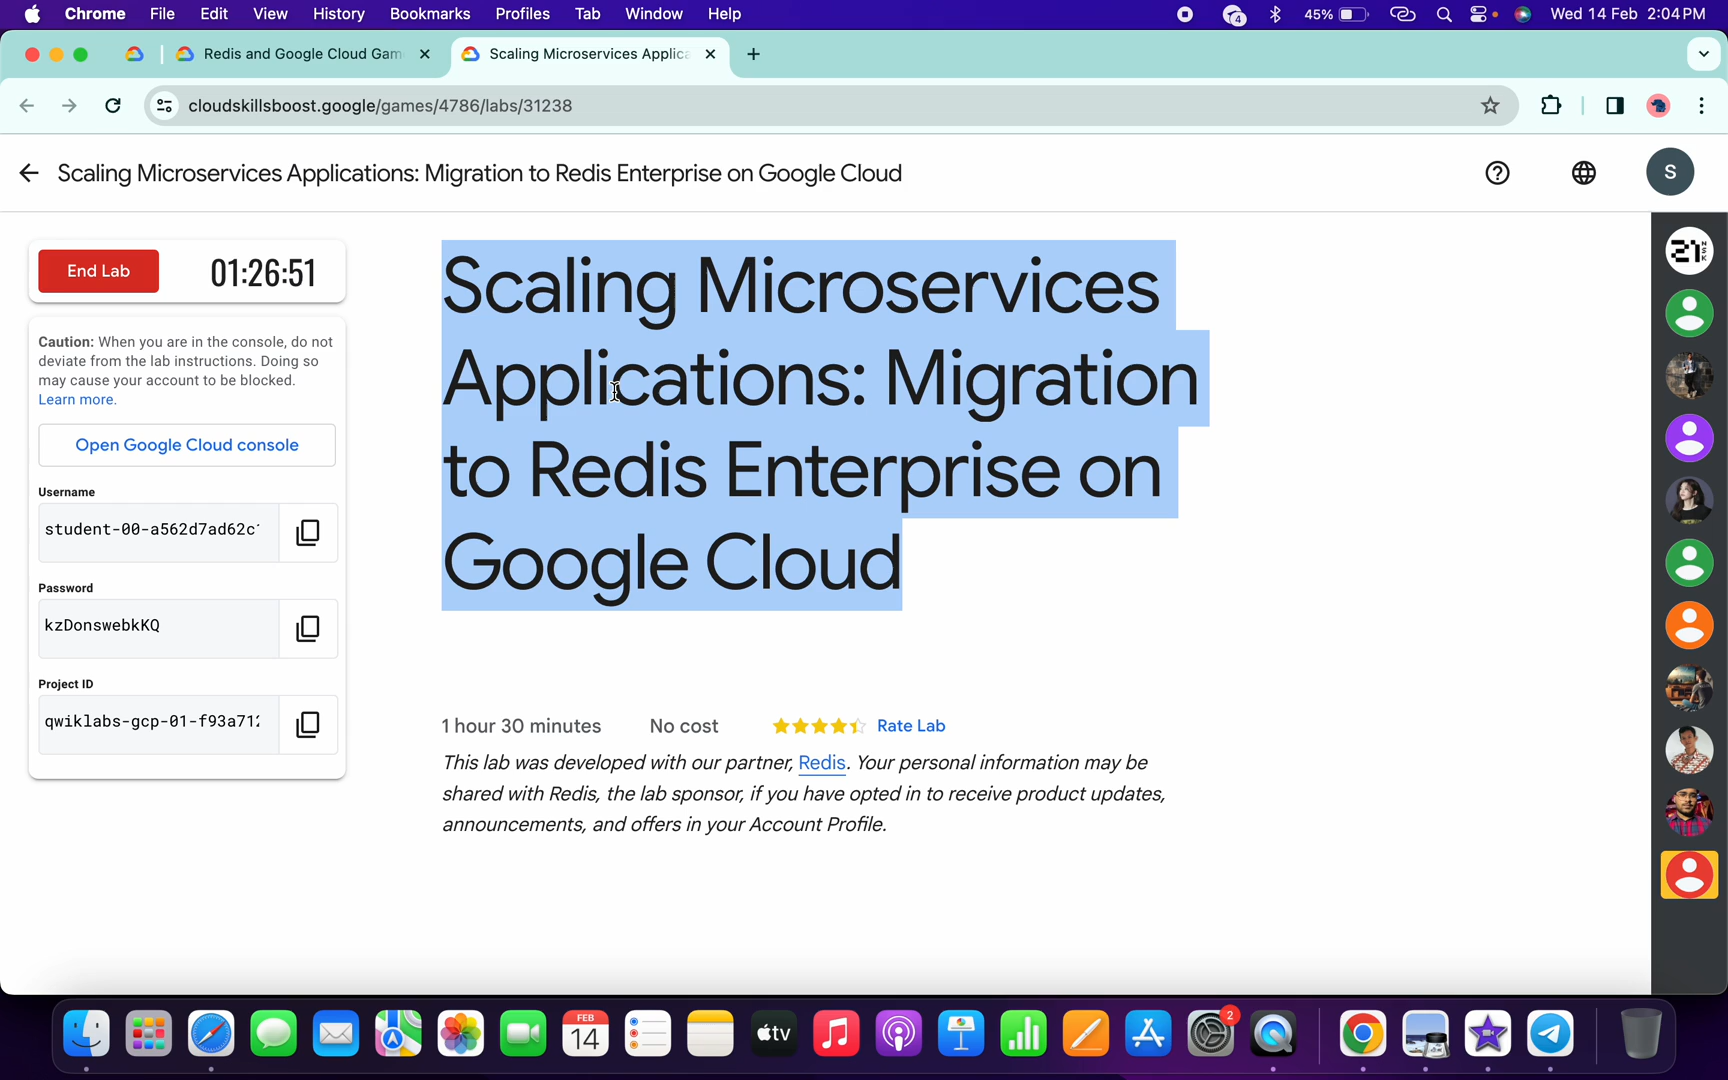 Chrome File Edit View History Bookmarks Profiles Tab Window Help
4 45% Wed 14 Feb 2:04PM
Redis and Google Cloud Gam
Scaling Microservices Applica
cloudskillsboost.google/games/4786/labs/31238
Scaling Microservices Applications: Migration to Redis Enterprise on Google Cloud
S
End Lab
01:26:51
Caution: When you are in the console, do not
deviate from the lab instructions. Doing so
may cause your account to be blocked.
Learn more.
Open Google Cloud console
Username
student-00-a562d7ad62c
Password
kzDonswebkKQ
Project ID
qwiklabs-gcp-01-f93a712
Scaling Microservices
Applications: Migration
to Redis Enterprise on
Google Cloud
1 hour 30 minutes No cost Rate Lab
This lab was developed with our partner, Redis. Your personal information may be
shared with Redis, the lab sponsor, if you have opted in to receive product updates,
announcements, and offers in your Account Profile.
21
FEB
14
tv
2